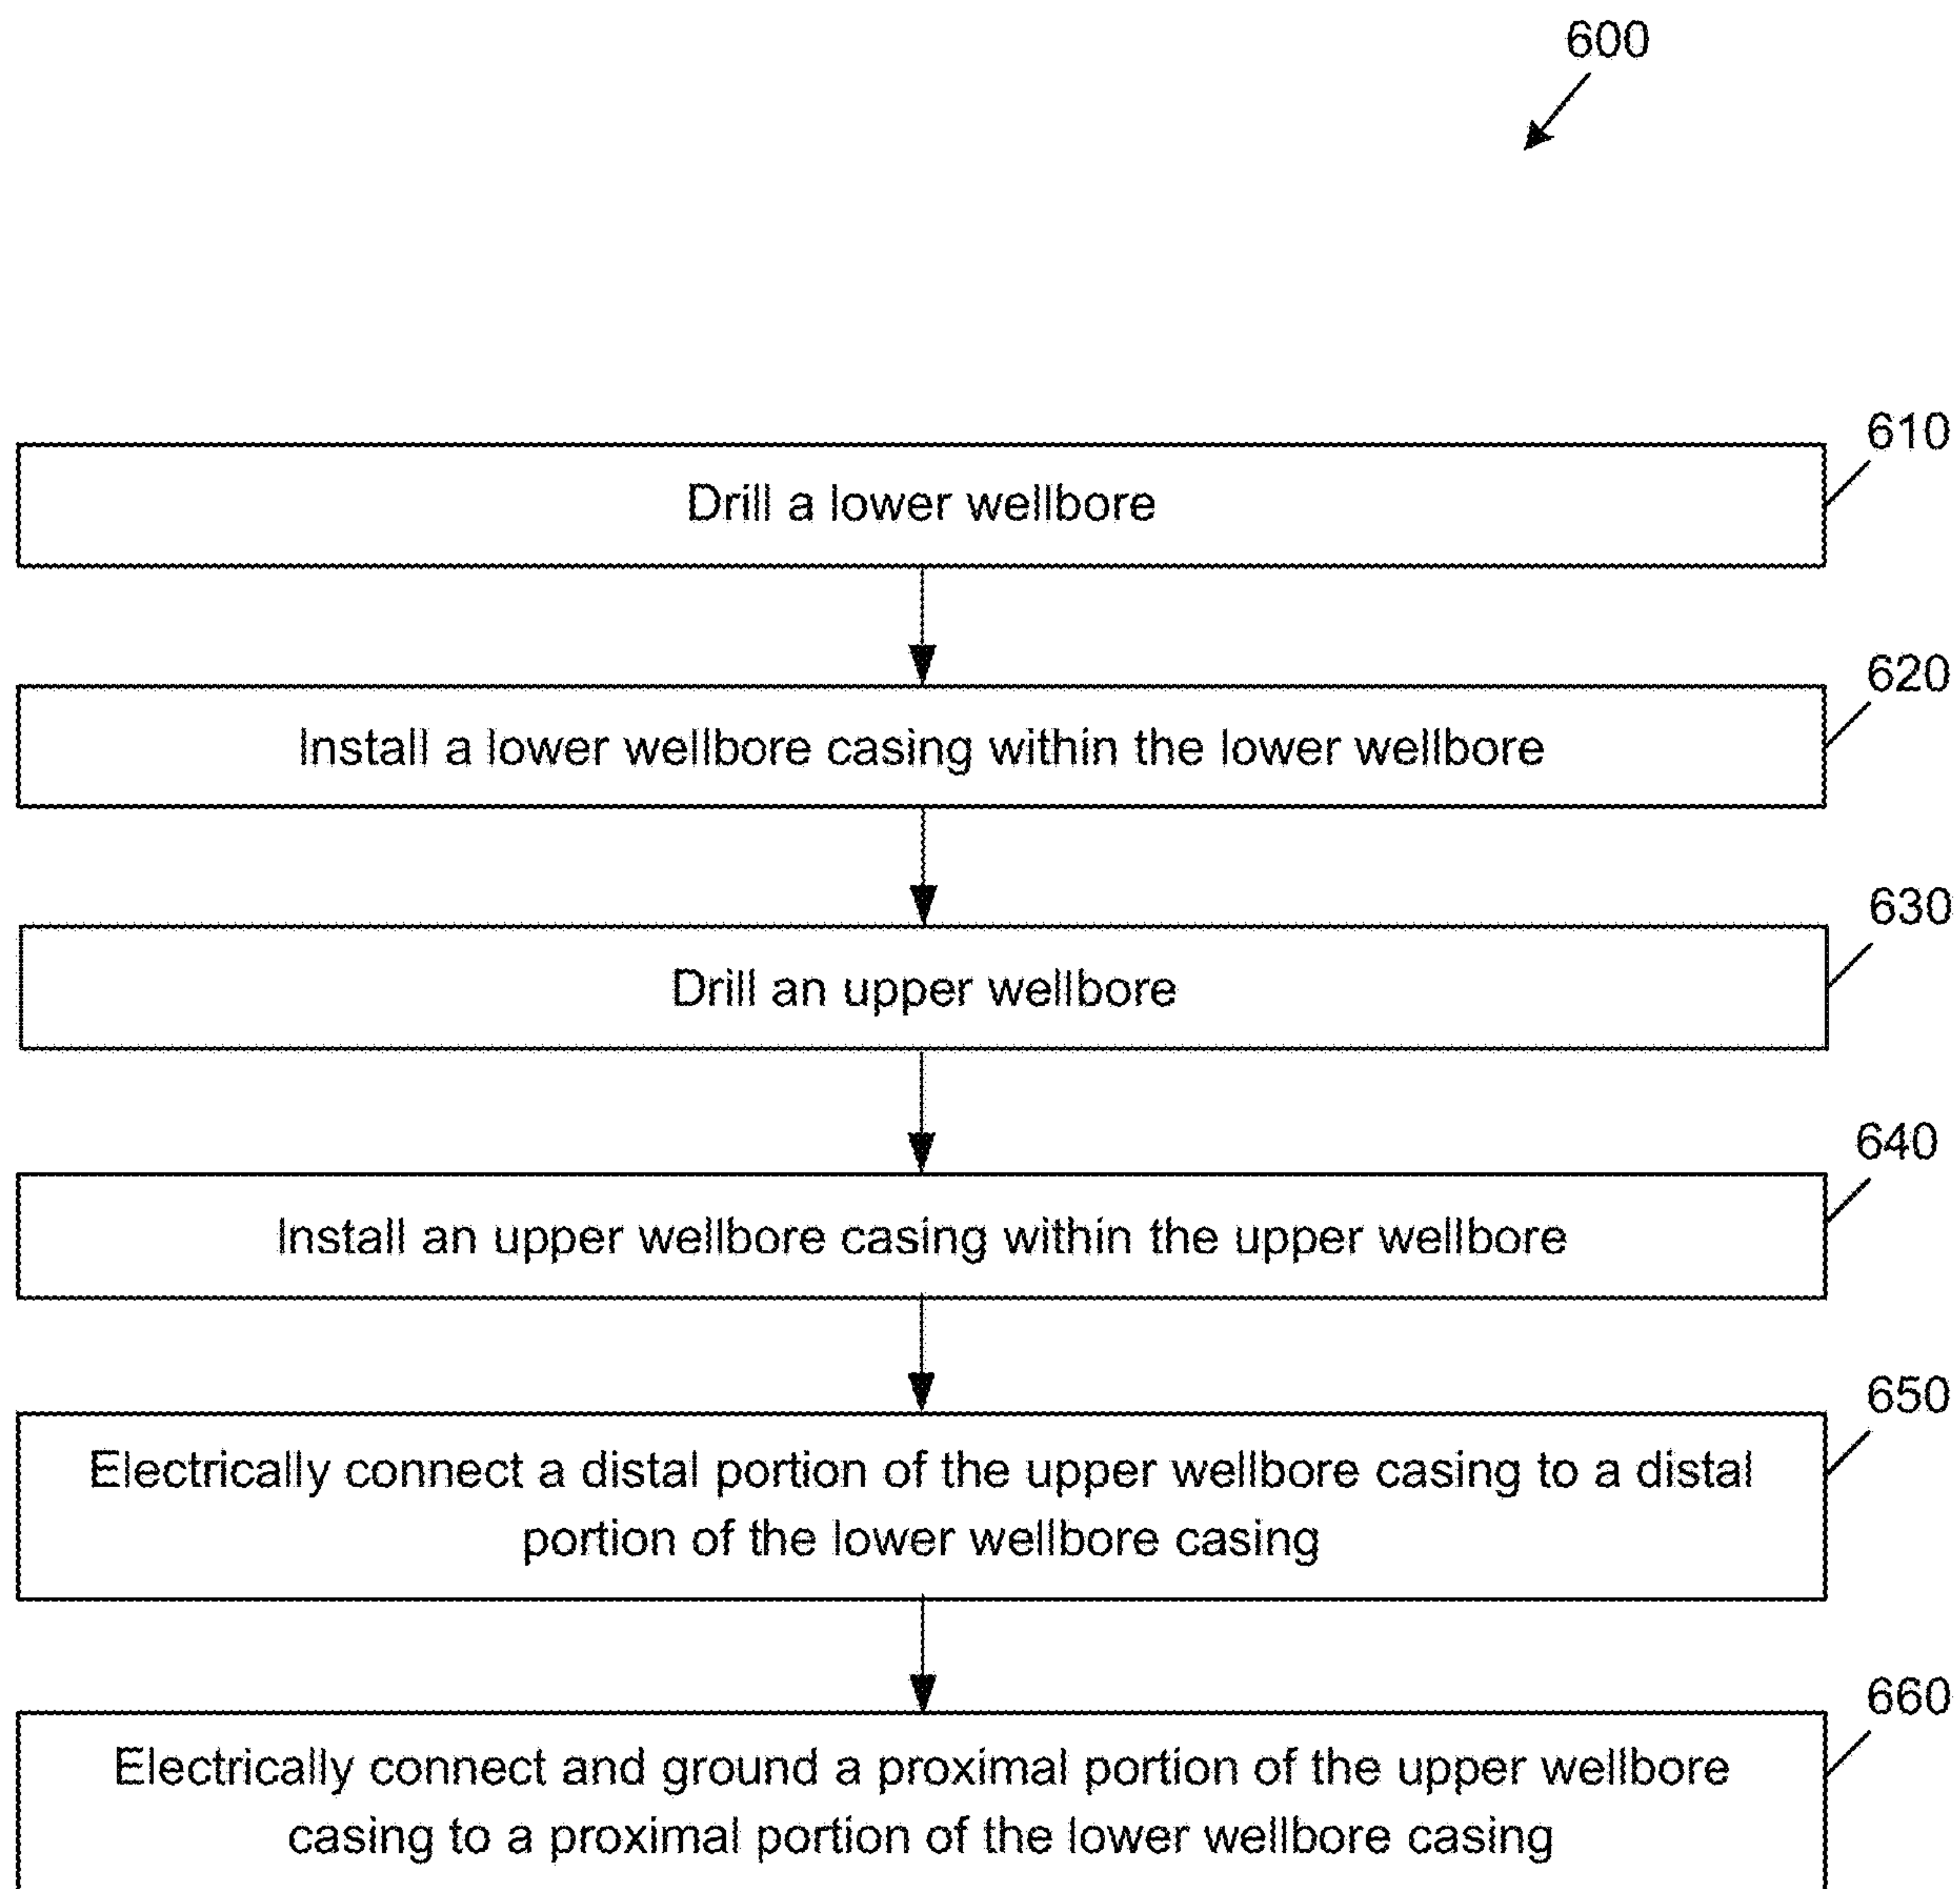 600
610
Drill a lower wellbore
620
Install a lower wellbore casing within the lower wellbore
630
Drill an upper wellbore
640
Install an upper wellbore casing within the upper wellbore
650
Electrically connect a distal portion of the upper wellbore casing to a distal
portion of the lower wellbore casing
660
Electrically connect and ground a proximal portion of the upper wellbore
casing to a proximal portion of the lower wellbore casing